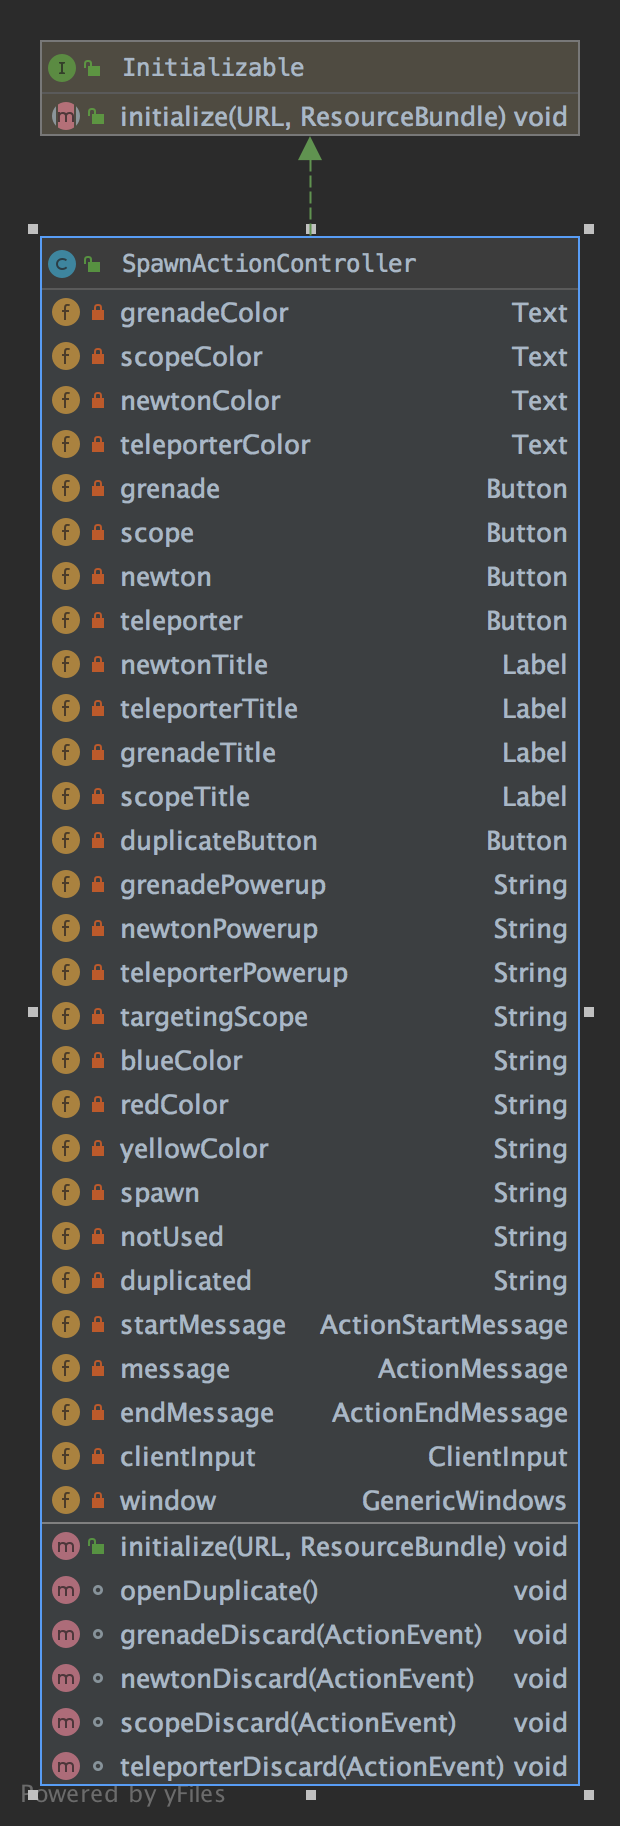 I Initializable
m initialize(URL, ResourceBundle) void
C SpawnActionController
f grenadeColor Text
f scopeColor Text
f newtonColor Text
f teleporterColor Text
f grenade Button
f scope Button
f newton Button
f teleporter Button
f newtonTitle Label
f teleporterTitle Label
f grenadeTitle Label
f scopeTitle Label
f duplicateButton Button
f grenadePowerup String
f newtonPowerup String
f teleporterPowerup String
f targetingScope String
f blueColor String
f redColor String
f yellowColor String
f spawn String
f notUsed String
f duplicated String
f startMessage ActionStartMessage
f message ActionMessage
f endMessage ActionEndMessage
f clientInput ClientInput
f window GenericWindows
m initialize(URL, ResourceBundle) void
m openDuplicate() void
m grenadeDiscard(ActionEvent) void
m newtonDiscard(ActionEvent) void
m scopeDiscard(ActionEvent) void
m teleporterDiscard(ActionEvent) void
Powered by yFiles